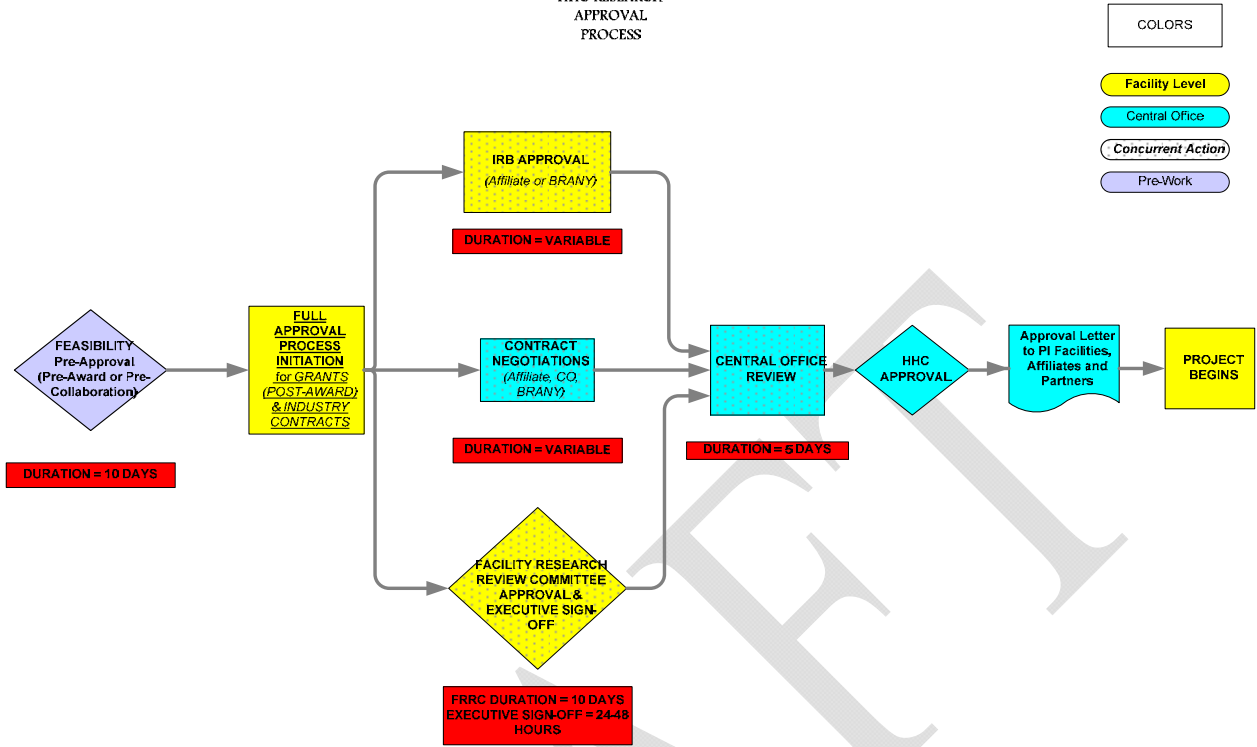 HHC RESEARCH
APPROVAL
PROCESS
COLORS
Facility Level
Central Office
Concurrent Action
Pre-Work
IRB APPROVAL
(Affiliate or BRANY)
DURATION = VARIABLE
FEASIBILITY
Pre-Approval
(Pre-Award or Pre-
Collaboration)
DURATION = 10 DAYS
FULL
APPROVAL
PROCESS
INITIATION
for GRANTS
(POST-AWARD)
& INDUSTRY
CONTRACTS
CONTRACT
NEGOTIATIONS
(Affiliate, CO,
BRANY)
DURATION = VARIABLE
CENTRAL OFFICE
REVIEW
DURATION = 5 DAYS
HHC
APPROVAL
Approval Letter
to PI Facilities,
Affiliates and
Partners
PROJECT
BEGINS
FACILITY RESEARCH
REVIEW COMMITTEE
APPROVAL &
EXECUTIVE SIGN-
OFF
FRRC DURATION = 10 DAYS
EXECUTIVE SIGN-OFF = 24-48
HOURS